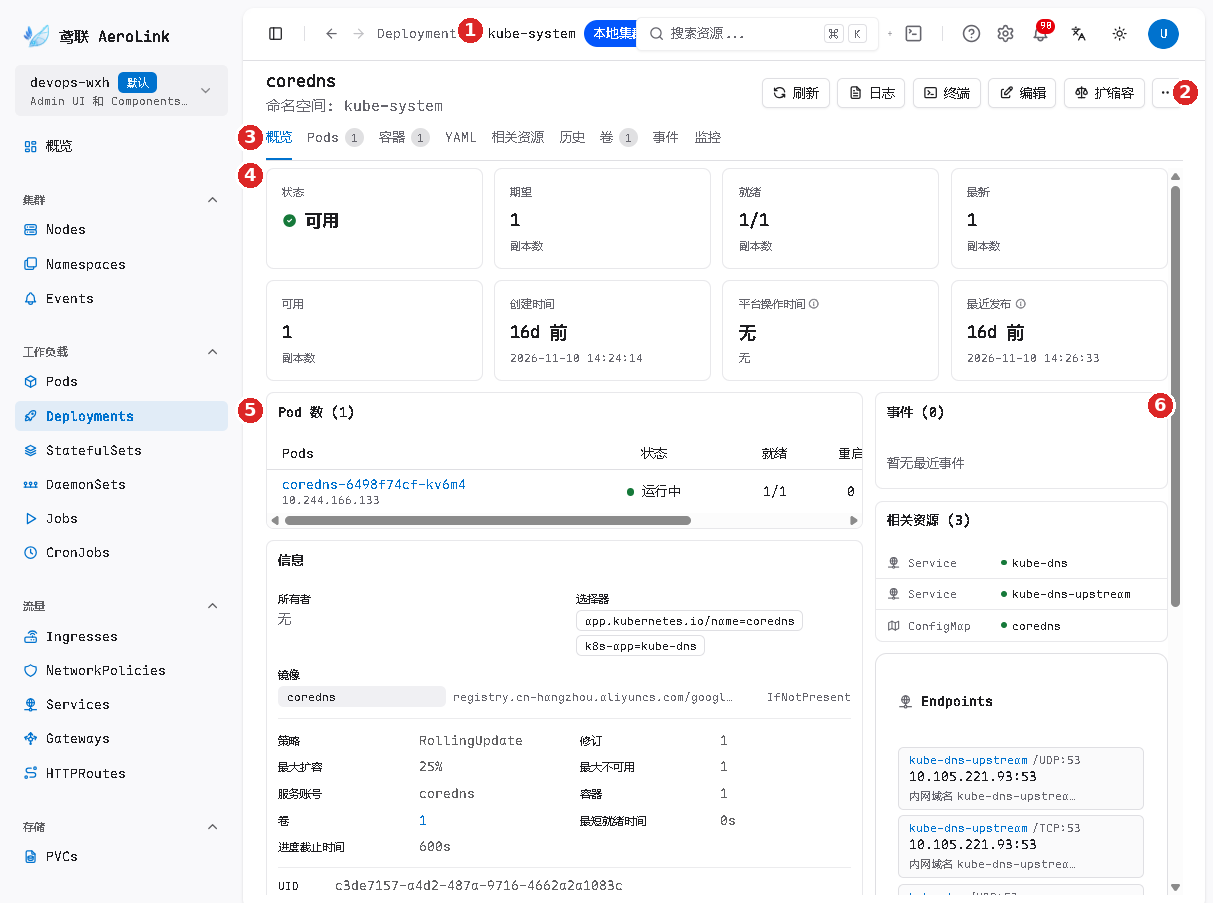 鸢联 AeroLink
devops-wxh 默认
Admin UI 和 Components…
概览
集群
Nodes
Namespaces
Events
工作负载
Pods
Deployments
StatefulSets
DaemonSets
Jobs
CronJobs
流量
Ingresses
NetworkPolicies
Services
Gateways
HTTPRoutes
存储
PVCs
Deployment 1 kube-system 本地集群 搜索资源... ⌘ K 90 U
coredns
命名空间: kube-system
刷新 日志 终端 编辑 扩缩容 2
3 概览 Pods 1 容器 1 YAML 相关资源 历史 卷 1 事件 监控
4
状态
可用
期望
1
副本数
就绪
1/1
副本数
最新
1
副本数
可用
1
副本数
创建时间
16d 前
2026-11-10 14:24:14
平台操作时间
无
无
最近发布
16d 前
2026-11-10 14:26:33
5 Pod 数 (1)
Pods 状态 就绪 重启
coredns-6498f74cf-kv6m4 运行中 1/1 0
10.244.166.133
信息
所有者 选择器
无 app.kubernetes.io/name=coredns
k8s-app=kube-dns
镜像
coredns registry.cn-hangzhou.aliyuncs.com/googl… IfNotPresent
策略 RollingUpdate 修订 1
最大扩容 25% 最大不可用 1
服务账号 coredns 容器 1
卷 1 最短就绪时间 0s
进度截止时间 600s
UID c3de7157-a4d2-487a-9716-4662a2a1083c
事件 (0) 6
暂无最近事件
相关资源 (3)
Service kube-dns
Service kube-dns-upstream
ConfigMap coredns
Endpoints
kube-dns-upstream /UDP:53
10.105.221.93:53
内网域名 kube-dns-upstrea…
kube-dns-upstream /TCP:53
10.105.221.93:53
内网域名 kube-dns-upstrea…